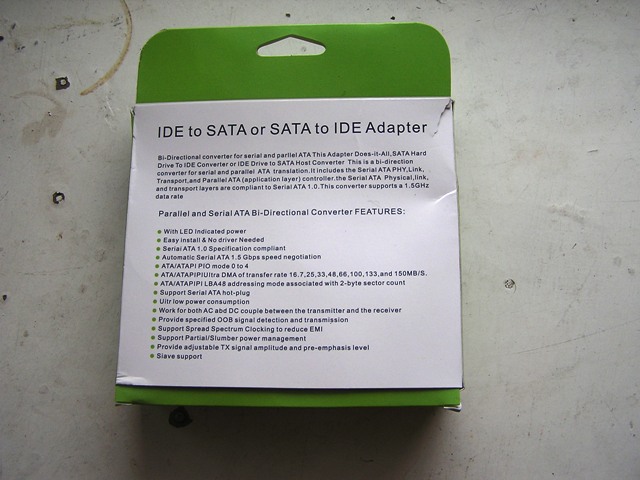 IDE to SATA or SATA to IDE Adapter
Bi-Directional converter for serial and parllel ATA This Adapter Does-it-All,SATA Hard
Drive To IDE Converter or IDE Drive to SATA Host Converter This is a bi-direction
converter for serial and parallel ATA translation.It includes the Serial ATA PHY,Link,
Transport,and Parallel ATA (application layer) controller.the Serial ATA Physical,link,
and transport layers are compliant to Serial ATA 1.0.This converter supports a 1.5GHz
data rate
Parallel and Serial ATA Bi-Directional Converter FEATURES:
With LED Indicated power
Easy Install & No driver Needed
Serial ATA 1.0 Specification compliant
Automatic Serial ATA 1.5 Gbps speed negotiation
ATA/ATAPI PIO mode 0 to 4
ATA/ATAPIPIUltra DMA of transfer rate 16.7,25,33,48,66,100,133,and 150MB/S.
ATA/ATAPIPI LBA48 addressing mode associated with 2-byte sector count
Support Serial ATA hot-plug
Ultr low power consumption
Work for both AC abd DC couple between the transmitter and the receiver
Provide specified OOB signal detection and transmission
Support Spread Spectrum Clocking to reduce EMI
Support Partial/Slumber power management
Provide adjustable TX signal amplitude and pre-emphasis level
Slave support